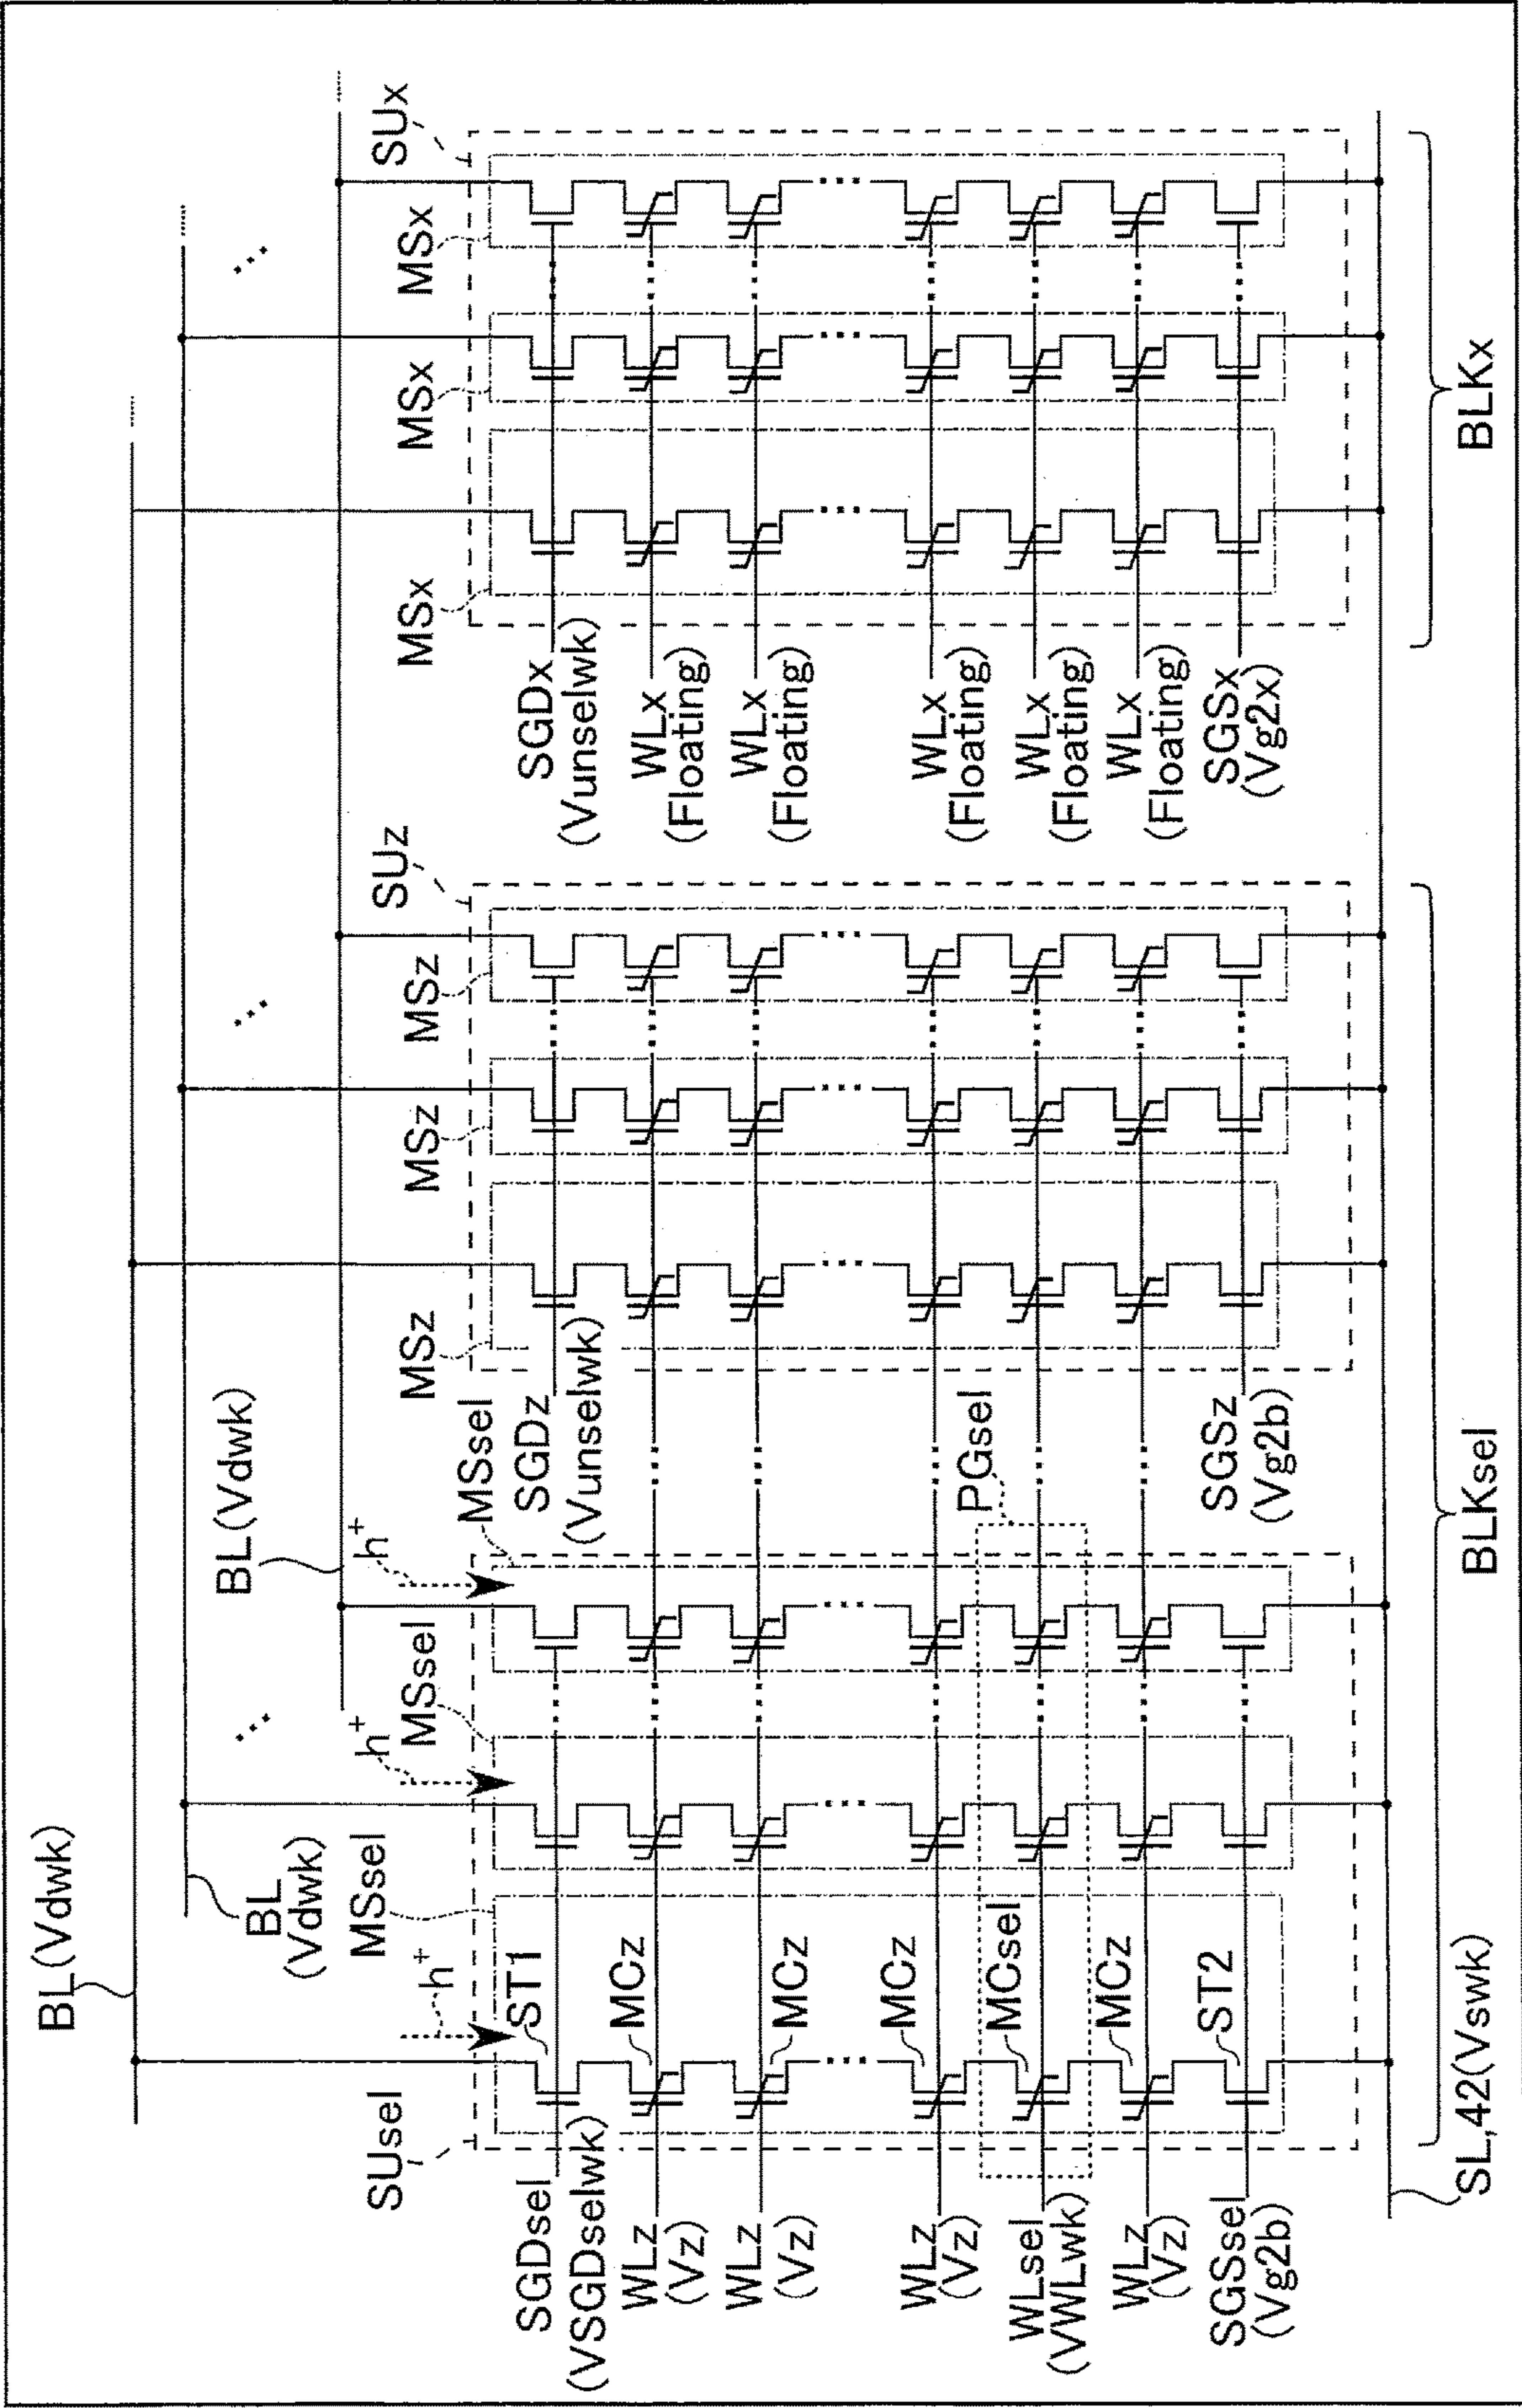 BL(Vdwk)
BL
(Vdwk)
BL(Vdwk)
SUsel
MSsel
MSsel
MSsel
h+
h+
h+
SUz
MSz
MSz
MSz
SUx
MSx
MSx
MSx
SGDsel
(VSGDselwk)
WLz
(Vz)
WLz
(Vz)
WLz
(Vz)
WLsel
(VWLwk)
WLz
(Vz)
SGSsel
(Vg2b)
ST1
MCz
MCz
MCz
MCsel
MCz
ST2
PGsel
SGDz
(Vunselwk)
SGSz
(Vg2b)
SGDx
(Vunselwk)
WLx
(Floating)
WLx
(Floating)
WLx
(Floating)
WLx
(Floating)
WLx
(Floating)
SGSx
(Vg2x)
SL,42(Vswk)
BLKsel
BLKx